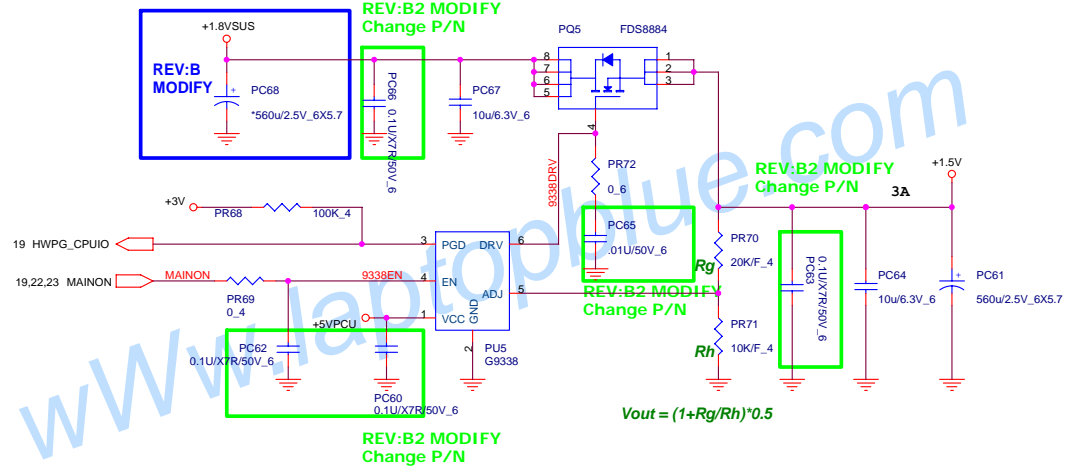 REV:B2 MODIFY
Change P/N
+1.8VSUS
PQ5
FDS8884
REV:B
MODIFY
PC68
*560u/2.5V_6X5.7
PC66 0.1U/X7R/50V_6
PC67
10u/6.3V_6
8
7
6
5
1
2
3
4
9338DRV
PR72
0_6
REV:B2 MODIFY
Change P/N
+1.5V
3A
+3V
PR68
100K_4
PC65
.01U/50V_6
19 HWPG_CPUIO
3
PGD
DRV
6
Rg
PR70
20K/F_4
0.1U/X7R/50V_6
PC63
PC64
10u/6.3V_6
PC61
560u/2.5V_6X5.7
19,22,23 MAINON
MAINON
9338EN
4
EN
ADJ
5
REV:B2 MODIFY
Change P/N
PR69
0_4
+5VPCU
1
VCC
GND
2
PU5
G9338
Rh
PR71
10K/F_4
PC62
0.1U/X7R/50V_6
PC60
0.1U/X7R/50V_6
Vout = (1+Rg/Rh)*0.5
REV:B2 MODIFY
Change P/N
wWw.laptopblue.com